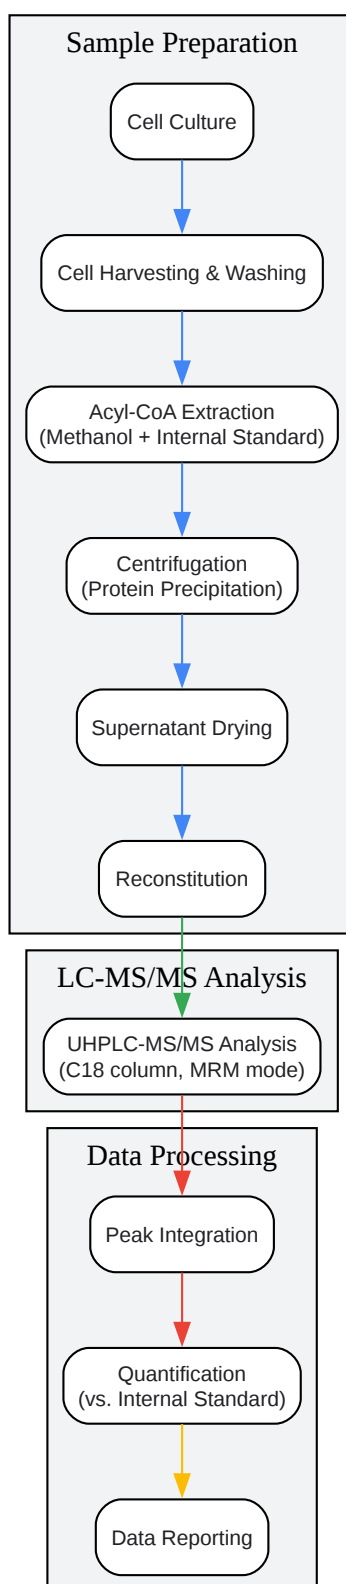 Sample Preparation
Cell Culture
Cell Harvesting & Washing
Acyl-CoA Extraction
(Methanol + Internal Standard)
Centrifugation
(Protein Precipitation)
Supernatant Drying
Reconstitution
LC-MS/MS Analysis
UHPLC-MS/MS Analysis
(C18 column, MRM mode)
Data Processing
Peak Integration
Quantification
(vs. Internal Standard)
Data Reporting